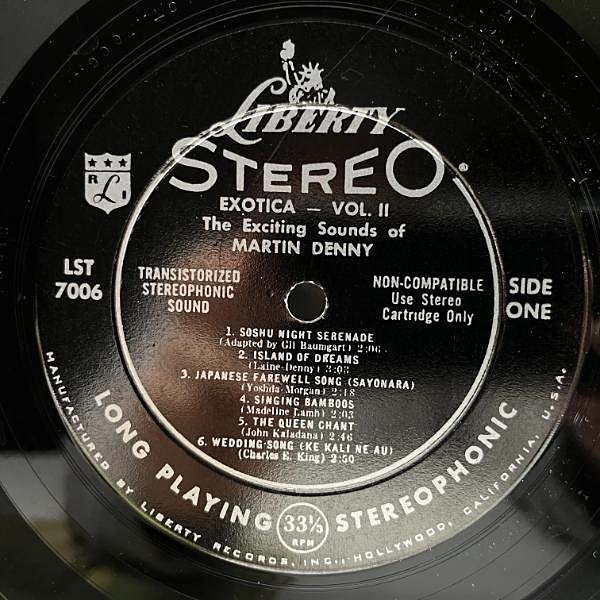 LIBERTY
STEREO®
EXOTICA — VOL. II
The Exciting Sounds of
MARTIN DENNY
R L I
LST
7006
TRANSISTORIZED
STEREOPHONIC
SOUND
NON-COMPATIBLE
Use Stereo
Cartridge Only
SIDE
ONE
1. SOSHU NIGHT SERENADE
(Adapted by Gil Baumgart) 2:06
2. ISLAND OF DREAMS
(Laine-Denny) 3:03
3. JAPANESE FAREWELL SONG (SAYONARA)
(Yoshda-Morgan) 2:18
4. SINGING BAMBOOS
(Madeline Lamb) 2:03
5. THE QUEEN CHANT
(John Kaladana) 2:46
6. WEDDING SONG (KE KALI NE AU)
(Charles E. King) 2:50
LONG PLAYING 33⅓ RPM STEREOPHONIC
MANUFACTURED BY LIBERTY RECORDS, INC., HOLLYWOOD, CALIFORNIA, U.S.A.